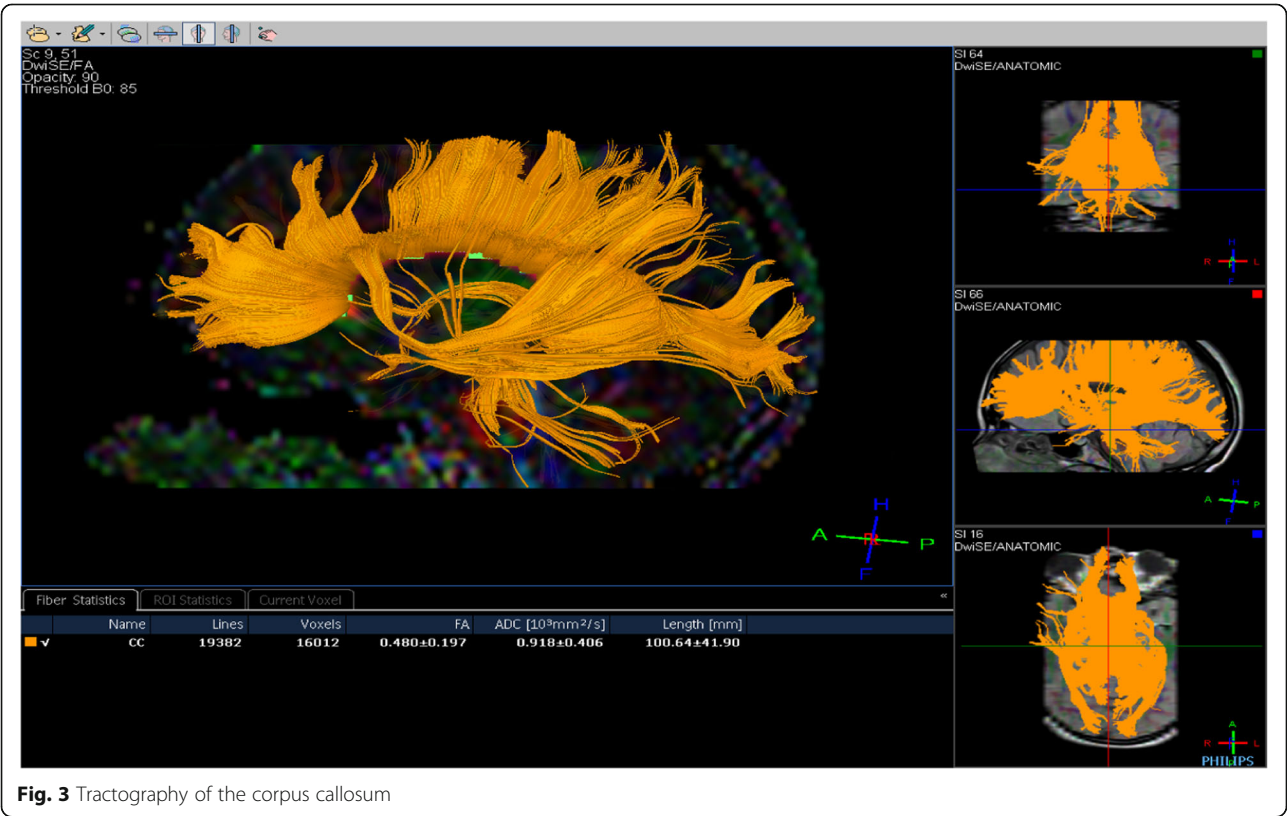 Sc 9, 51
DwiSE/FA
Opacity: 90
Threshold B0: 85
A
H
R
P
F
SI 64
DwiSE/ANATOMIC
H
R
L
F
SI 66
DwiSE/ANATOMIC
H
A
P
F
SI 16
DwiSE/ANATOMIC
A
R
L
PHILIPS
Fiber Statistics ROI Statistics Current Voxel «
Name Lines Voxels FA ADC [10³mm²/s] Length [mm]
CC 19382 16012 0.480±0.197 0.918±0.406 100.64±41.90
Fig. 3 Tractography of the corpus callosum